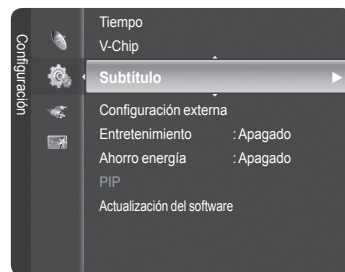 Configuración
Tiempo
V-Chip
Subtítulo
Configuración externa
Entretenimiento : Apagado
Ahorro energía : Apagado
PIP
Actualización del software